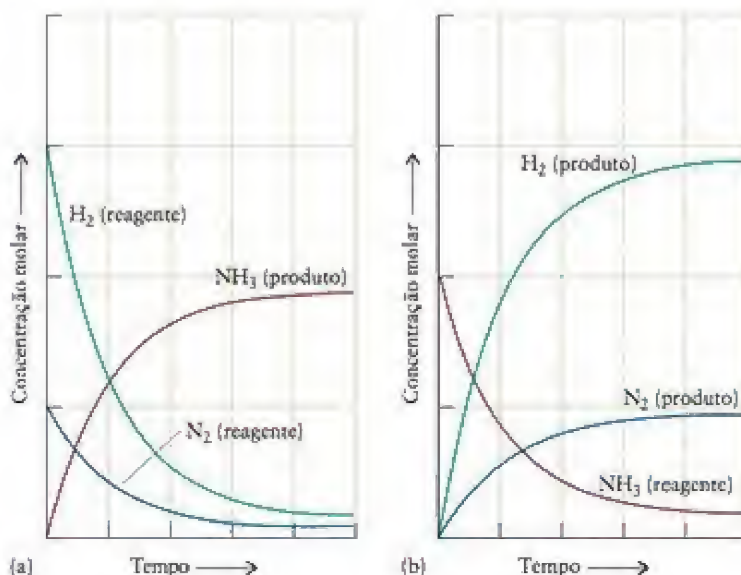 Concentração molar
H₂ (reagente)
NH₃ (produto)
N₂ (reagente)
(a)
Tempo
Concentração molar
H₂ (produto)
N₂ (produto)
NH₃ (reagente)
(b)
Tempo